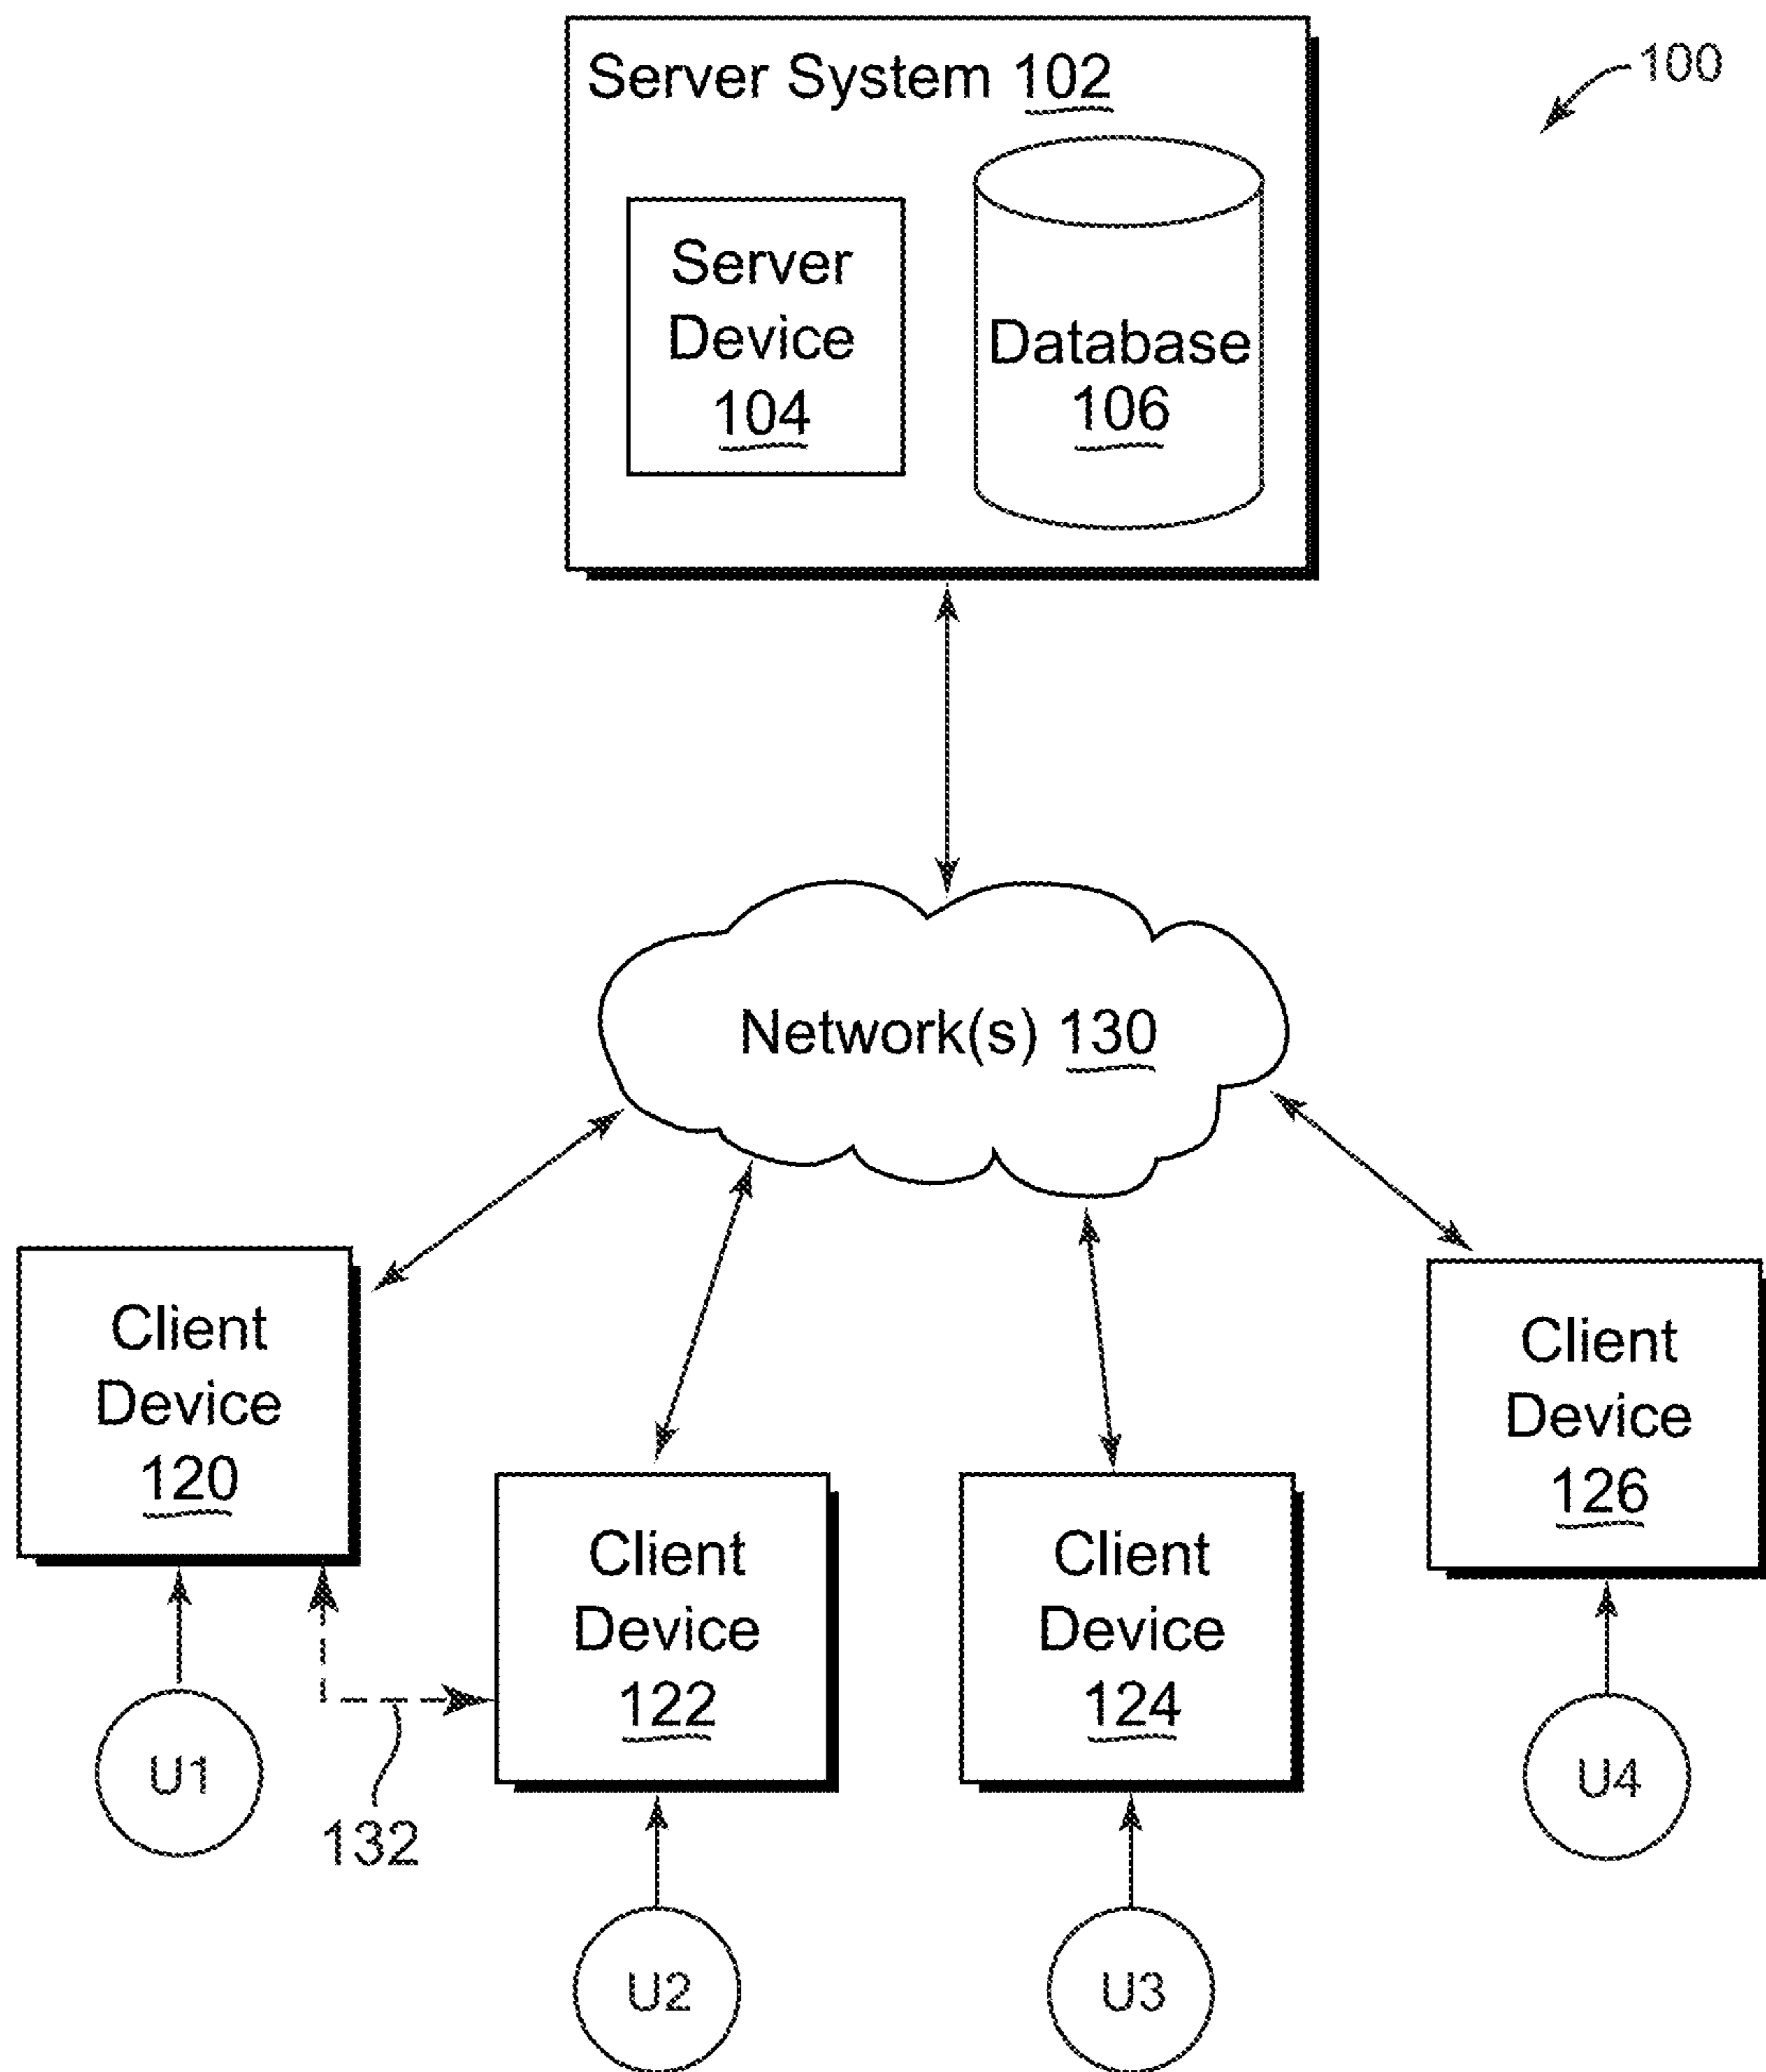 Server System 102
100
Server
Device
104
Database
106
Network(s) 130
Client
Device
120
Client
Device
122
Client
Device
124
Client
Device
126
U1
132
U2
U3
U4